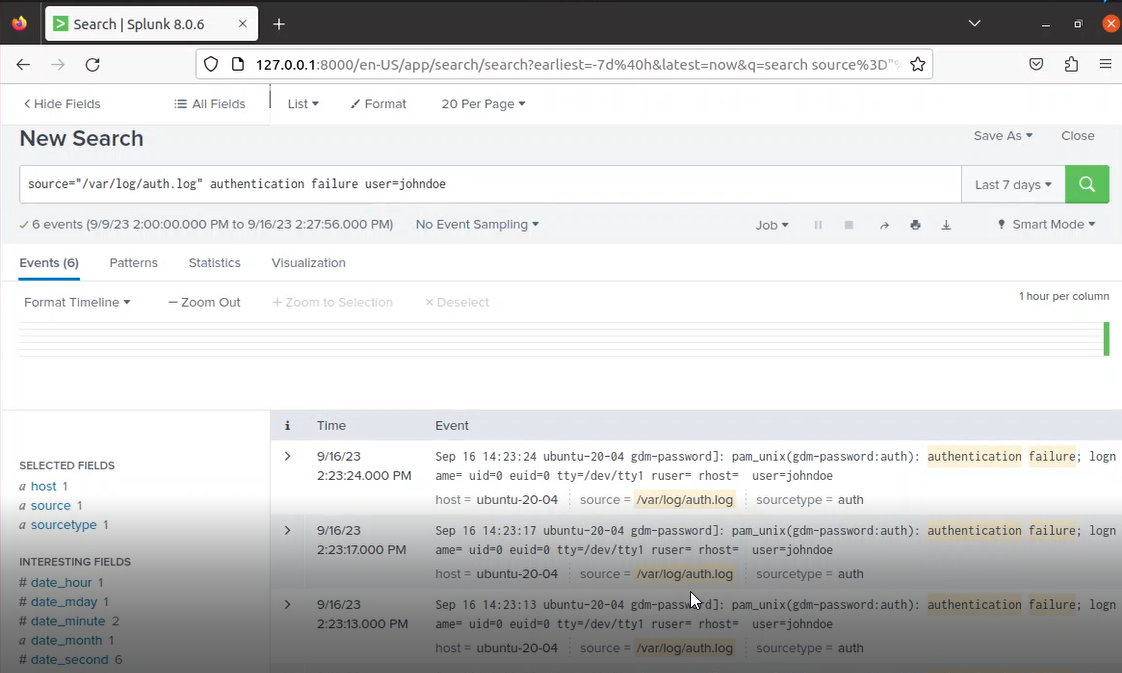 Search | Splunk 8.0.6
127.0.0.1:8000/en-US/app/search/search?earliest=-7d%40h&latest=now&q=search source%3D"
Hide Fields
All Fields
List
Format
20 Per Page
New Search
Save As
Close
source="/var/log/auth.log" authentication failure user=johndoe
Last 7 days
6 events (9/9/23 2:00:00.000 PM to 9/16/23 2:27:56.000 PM)
No Event Sampling
Job
Smart Mode
Events (6)
Patterns
Statistics
Visualization
Format Timeline
— Zoom Out
+ Zoom to Selection
× Deselect
1 hour per column
i Time Event
SELECTED FIELDS
a host 1
a source 1
a sourcetype 1
INTERESTING FIELDS
# date_hour 1
# date_mday 1
# date_minute 2
a date_month 1
# date_second 6
9/16/23
2:23:24.000 PM
Sep 16 14:23:24 ubuntu-20-04 gdm-password]: pam_unix(gdm-password:auth): authentication failure; logn
ame= uid=0 euid=0 tty=/dev/tty1 ruser= rhost=  user=johndoe
host = ubuntu-20-04 source = /var/log/auth.log sourcetype = auth
9/16/23
2:23:17.000 PM
Sep 16 14:23:17 ubuntu-20-04 gdm-password]: pam_unix(gdm-password:auth): authentication failure; logn
ame= uid=0 euid=0 tty=/dev/tty1 ruser= rhost=  user=johndoe
host = ubuntu-20-04 source = /var/log/auth.log sourcetype = auth
9/16/23
2:23:13.000 PM
Sep 16 14:23:13 ubuntu-20-04 gdm-password]: pam_unix(gdm-password:auth): authentication failure; logn
ame= uid=0 euid=0 tty=/dev/tty1 ruser= rhost=  user=johndoe
host = ubuntu-20-04 source = /var/log/auth.log sourcetype = auth